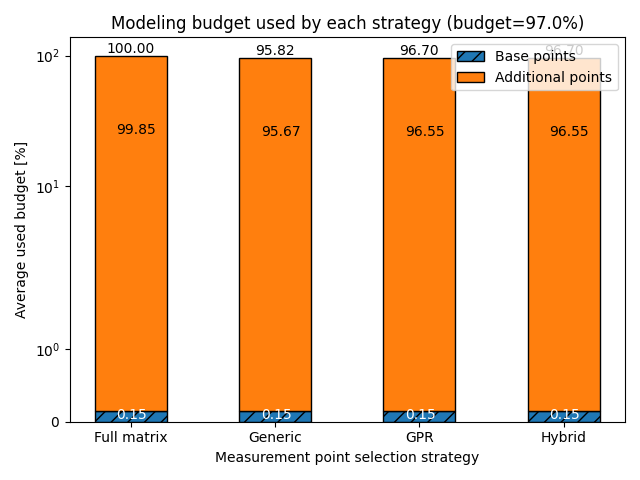 Modeling budget used by each strategy (budget=97.0%)
Average used budget [%]
10²
10¹
10⁰
0
100.00
95.82
96.70
96.70
Base points
Additional points
99.85
95.67
96.55
96.55
0.15
0.15
0.15
0.15
Full matrix
Generic
GPR
Hybrid
Measurement point selection strategy